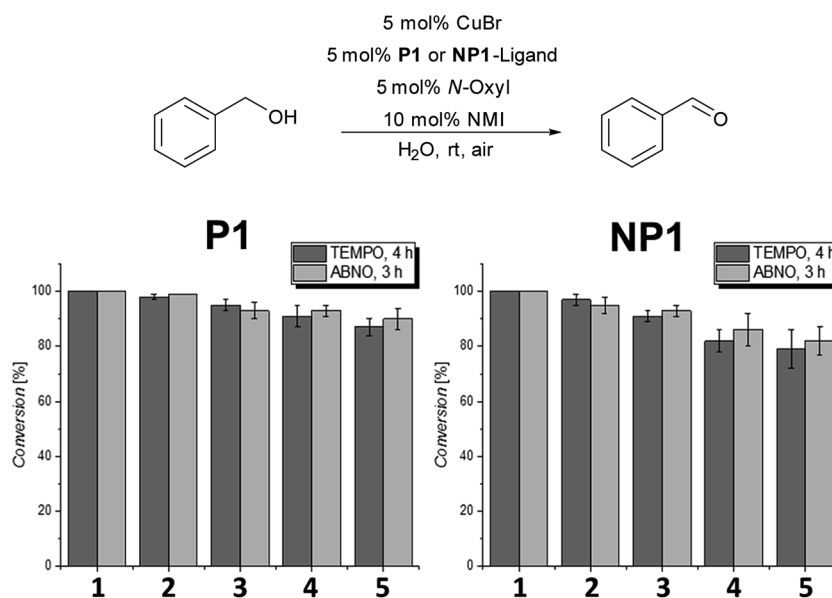 5 mol% CuBr
5 mol% P1 or NP1-Ligand
5 mol% N-Oxyl
10 mol% NMI
H₂O, rt, air
OH
O
P1
TEMPO, 4 h
ABNO, 3 h
Conversion [%]
100
80
60
40
20
0
1 2 3 4 5
NP1
TEMPO, 4 h
ABNO, 3 h
Conversion [%]
100
80
60
40
20
0
1 2 3 4 5